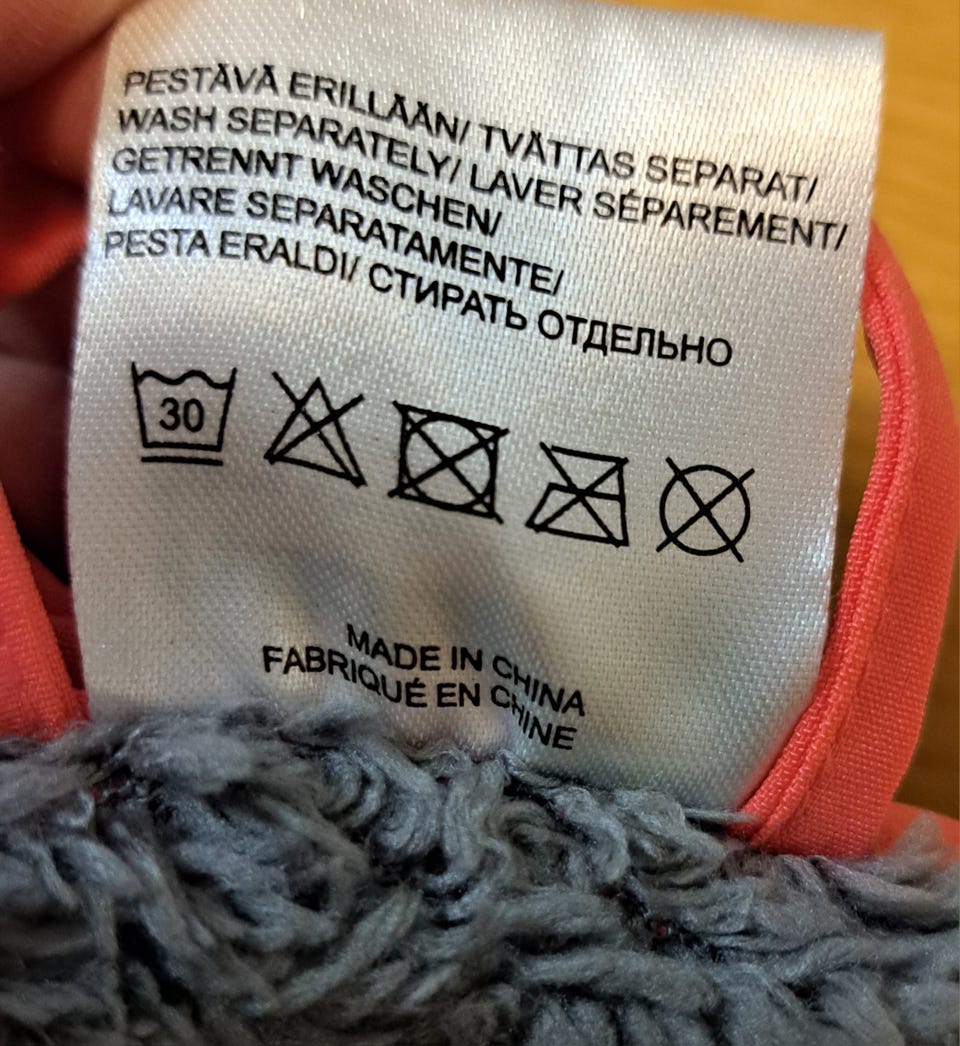 PESTÄVÄ ERILLÄÄN/ TVÄTTAS SEPARAT/
WASH SEPARATELY/ LAVER SÉPAREMENT/
GETRENNT WASCHEN/
LAVARE SEPARATAMENTE/
PESTA ERALDI/ СТИРАТЬ ОТДЕЛЬНО
30
MADE IN CHINA
FABRIQUÉ EN CHINE